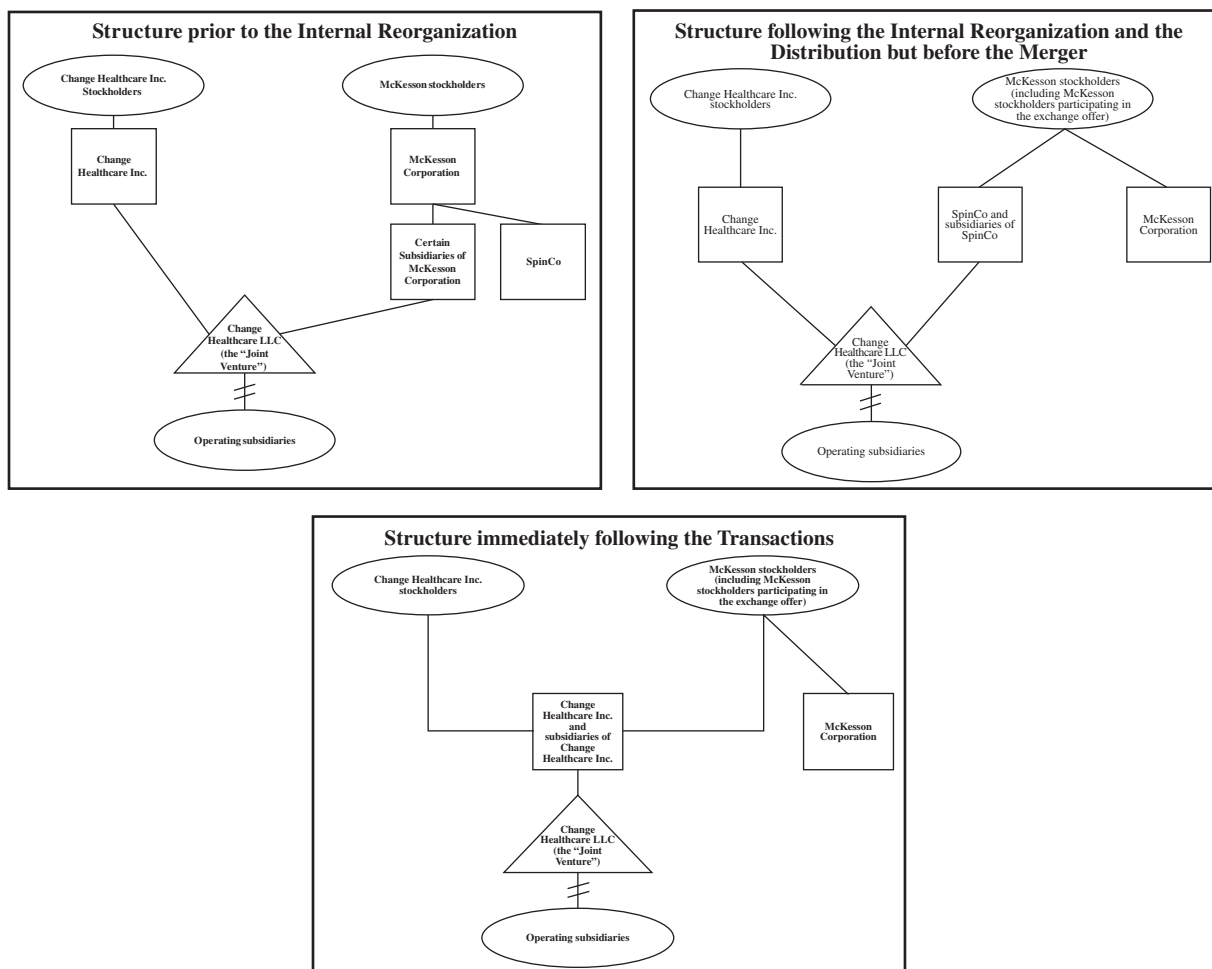 Structure prior to the Internal Reorganization
Change Healthcare Inc.
Stockholders
McKesson stockholders
Change
Healthcare Inc.
McKesson
Corporation
Certain
Subsidiaries of
McKesson
Corporation
SpinCo
Change
Healthcare LLC
(the “Joint
Venture”)
Operating subsidiaries
Structure following the Internal Reorganization and the
Distribution but before the Merger
Change Healthcare Inc.
stockholders
McKesson stockholders
(including McKesson
stockholders participating in
the exchange offer)
Change
Healthcare Inc.
SpinCo and
subsidiaries of
SpinCo
McKesson
Corporation
Change
Healthcare LLC
(the “Joint
Venture”)
Operating subsidiaries
Structure immediately following the Transactions
Change Healthcare Inc.
stockholders
McKesson stockholders
(including McKesson
stockholders participating in
the exchange offer)
Change
Healthcare Inc.
and
subsidiaries of
Change
Healthcare Inc.
McKesson
Corporation
Change
Healthcare LLC
(the “Joint
Venture”)
Operating subsidiaries